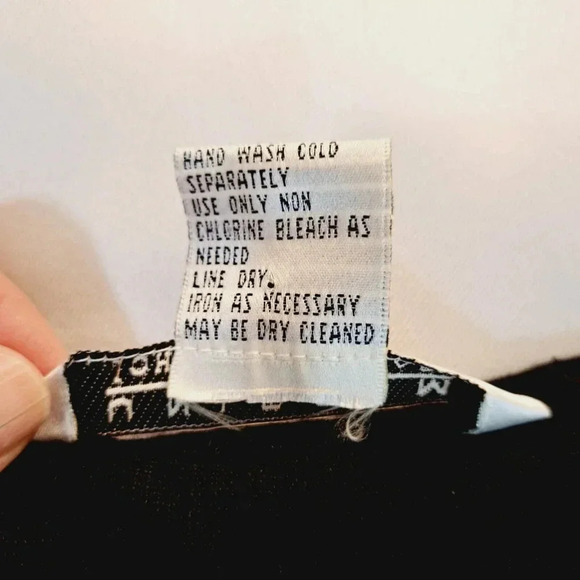 HAND WASH COLD
SEPARATELY
USE ONLY NON
CHLORINE BLEACH AS
NEEDED
LINE DRY.
IRON AS NECESSARY
MAY BE DRY CLEANED